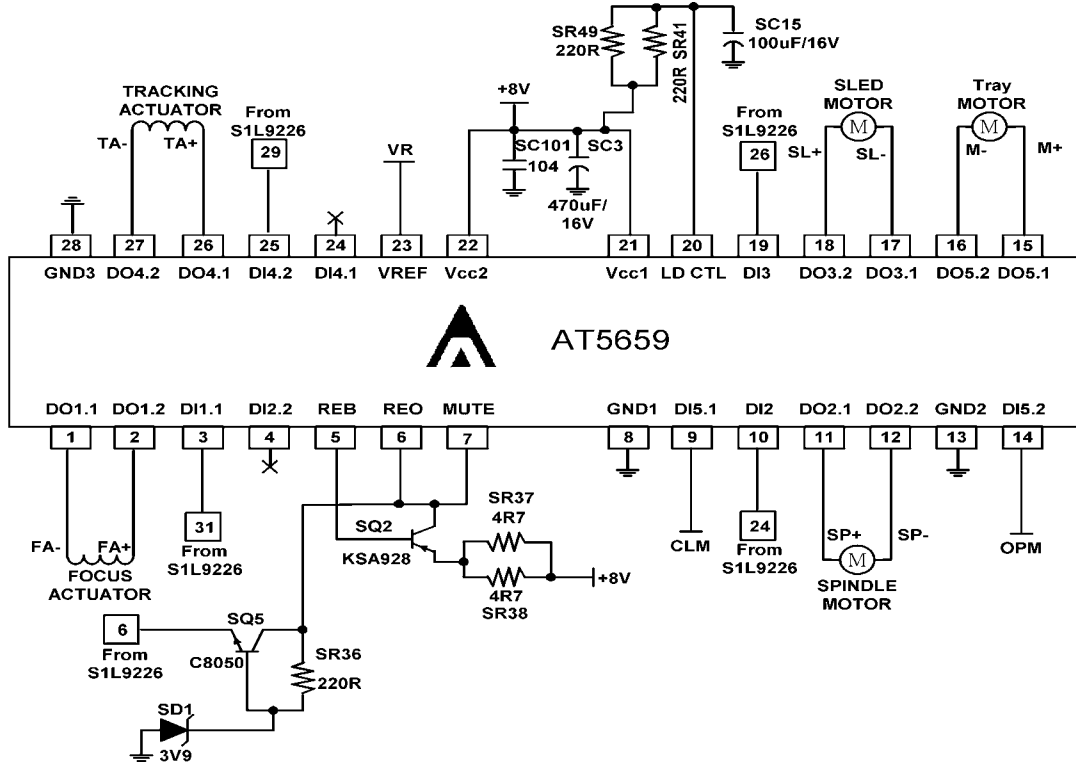 SR49
220R
220R SR41
SC15
100uF/16V
TRACKING
ACTUATOR
TA-
TA+
From
S1L9226
29
VR
+8V
SC101
104
SC3
470uF/
16V
From
S1L9226
26
SLED
MOTOR
SL+
M
SL-
Tray
MOTOR
M-
M
M+
28
27
26
25
24
23
22
21
20
19
18
17
16
15
GND3
DO4.2
DO4.1
DI4.2
DI4.1
VREF
Vcc2
Vcc1
LD CTL
DI3
DO3.2
DO3.1
DO5.2
DO5.1
AT5659
DO1.1
DO1.2
DI1.1
DI2.2
REB
REO
MUTE
GND1
DI5.1
DI2
DO2.1
DO2.2
GND2
DI5.2
1
2
3
4
5
6
7
8
9
10
11
12
13
14
FA-
FA+
FOCUS
ACTUATOR
31
From
S1L9226
SQ2
KSA928
SR37
4R7
4R7
SR38
+8V
CLM
24
From
S1L9226
SP+
M
SP-
SPINDLE
MOTOR
OPM
6
From
S1L9226
SQ5
C8050
SR36
220R
SD1
3V9